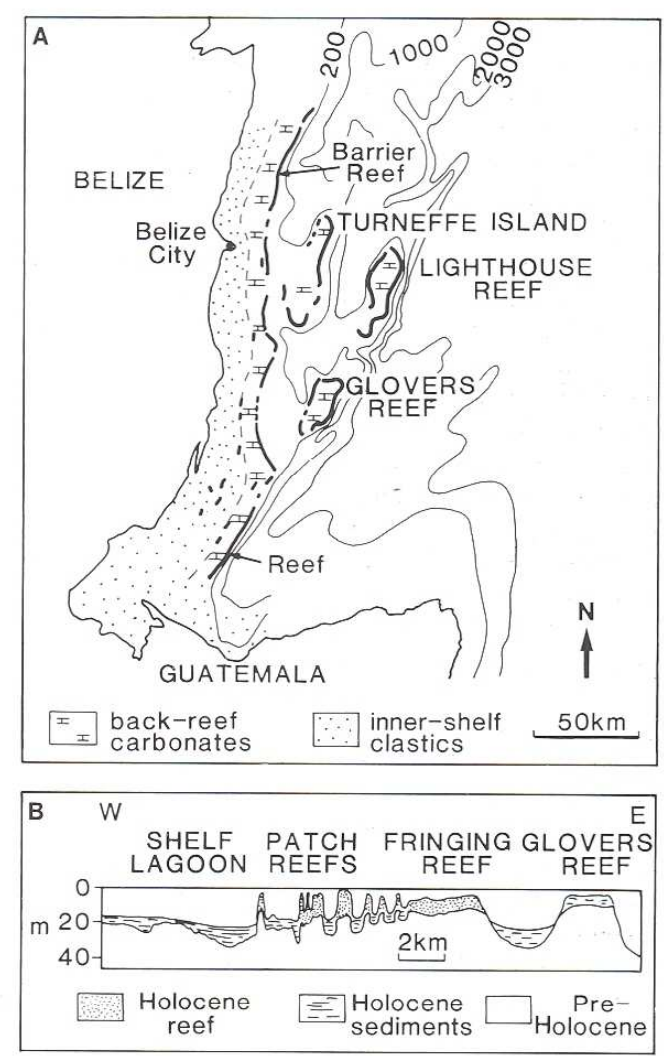 A
200
1000
2000
3000
Barrier
Reef
BELIZE
TURNEFFE ISLAND
Belize
City
LIGHTHOUSE
REEF
GLOVERS
REEF
Reef
N
GUATEMALA
back-reef
carbonates
inner-shelf
clastics
50km
B W E
SHELF
LAGOON
PATCH
REEFS
FRINGING
REEF
GLOVERS
REEF
0
m 20
40
2km
Holocene
reef
Holocene
sediments
Pre-
Holocene